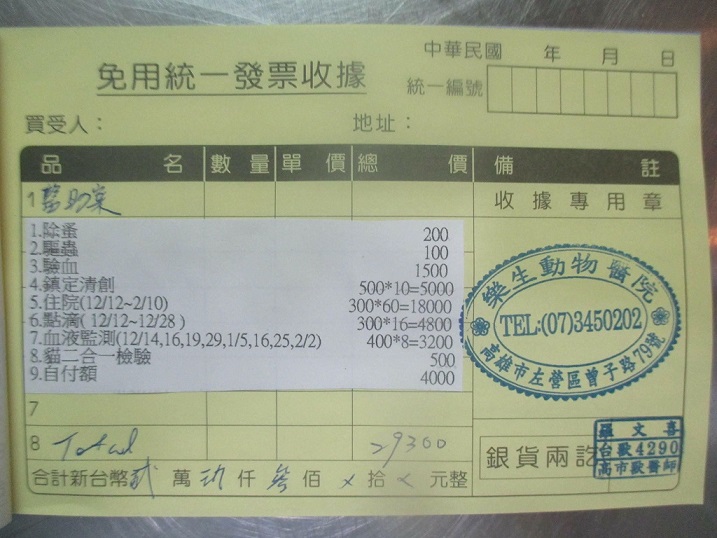 中華民國 年 月 日
免用統一發票收據
統一編號
買受人: 地址:
品名 數量 單價 總價 備註
1
收據專用章
1.除蚤 200
2.驅蟲 100
3.驗血 1500
4.鎮定清創 500*10=5000
5.住院(12/12~2/10) 300*60=18000
6.點滴( 12/12~12/28 ) 300*16=4800
7.血液監測(12/14,16,19,29,1/5,16,25,2/2) 400*8=3200
8.貓二合一檢驗 500
9.自付額 4000
樂生動物醫院
TEL:(07)3450202
高雄市左營區曾子路79號
7
8 Total 29300
銀貨兩訖
羅文喜
台獸4290
高市獸醫師
合計新台幣貳萬玖仟叁佰×拾×元整